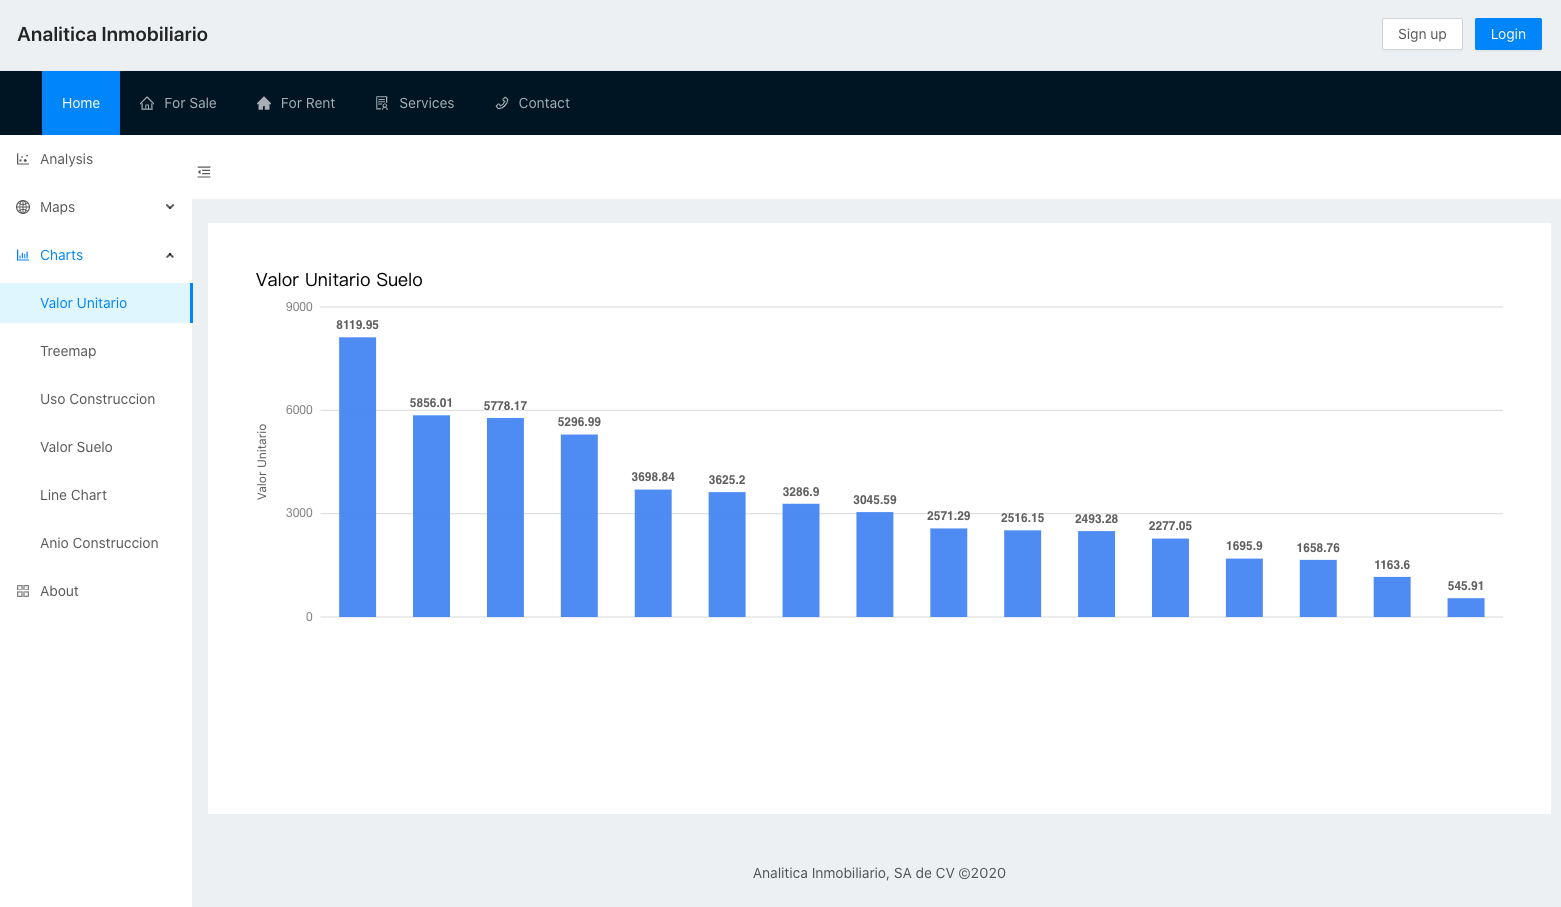 Analitica Inmobiliario
Sign up
Login
Home
For Sale
For Rent
Services
Contact
Analysis
Maps
Charts
Valor Unitario
Treemap
Uso Construccion
Valor Suelo
Line Chart
Anio Construccion
About
Valor Unitario Suelo
Valor Unitario
9000
6000
3000
0
8119.95
5856.01
5778.17
5296.99
3698.84
3625.2
3286.9
3045.59
2571.29
2516.15
2493.28
2277.05
1695.9
1658.76
1163.6
545.91
Analitica Inmobiliario, SA de CV ©2020